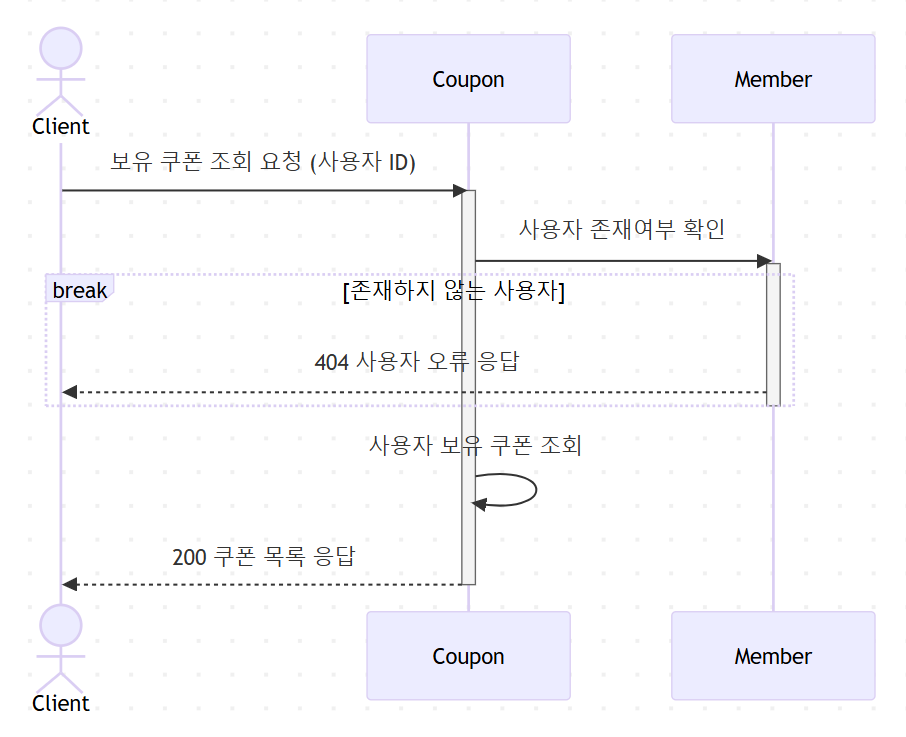 Client
Coupon
Member
보유 쿠폰 조회 요청 (사용자 ID)
사용자 존재여부 확인
break
[존재하지 않는 사용자]
404 사용자 오류 응답
사용자 보유 쿠폰 조회
200 쿠폰 목록 응답
Client
Coupon
Member